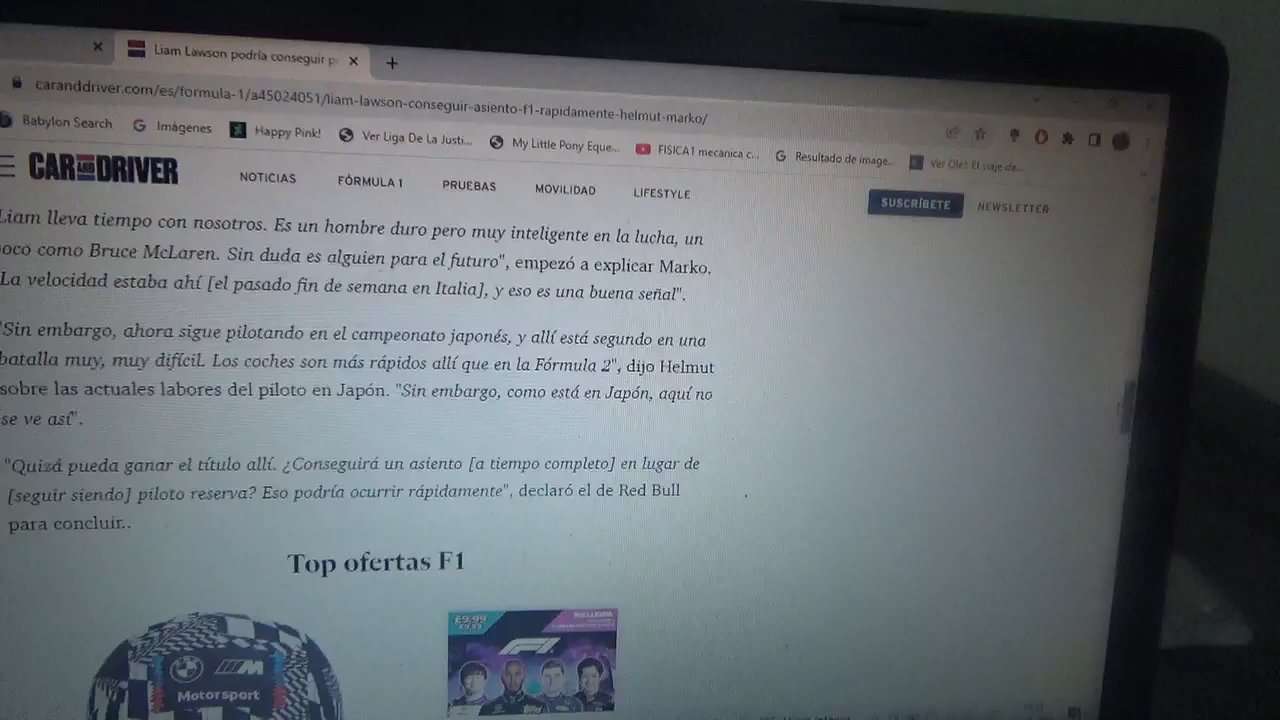 Liam Lawson podría conseguir p
caranddriver.com/es/formula-1/a45024051/liam-lawson-conseguir-asiento-f1-rapidamente-helmut-marko/
Babylon Search Imágenes Happy Pink! Ver Liga De La Justi... My Little Pony Eque... FISICA1 mecanica c... Resultado de image... Ver Olé! El viaje de...
CAR AND DRIVER NOTICIAS FÓRMULA 1 PRUEBAS MOVILIDAD LIFESTYLE SUSCRÍBETE NEWSLETTER
Liam lleva tiempo con nosotros. Es un hombre duro pero muy inteligente en la lucha, un
oco como Bruce McLaren. Sin duda es alguien para el futuro", empezó a explicar Marko.
La velocidad estaba ahí [el pasado fin de semana en Italia], y eso es una buena señal".
"Sin embargo, ahora sigue pilotando en el campeonato japonés, y allí está segundo en una
batalla muy, muy difícil. Los coches son más rápidos allí que en la Fórmula 2", dijo Helmut
sobre las actuales labores del piloto en Japón. "Sin embargo, como está en Japón, aquí no
se ve así".
"Quizá pueda ganar el título allí. ¿Conseguirá un asiento [a tiempo completo] en lugar de
[seguir siendo] piloto reserva? Eso podría ocurrir rápidamente", declaró el de Red Bull
para concluir..
Top ofertas F1
M
Motorsport
£9.99
F1